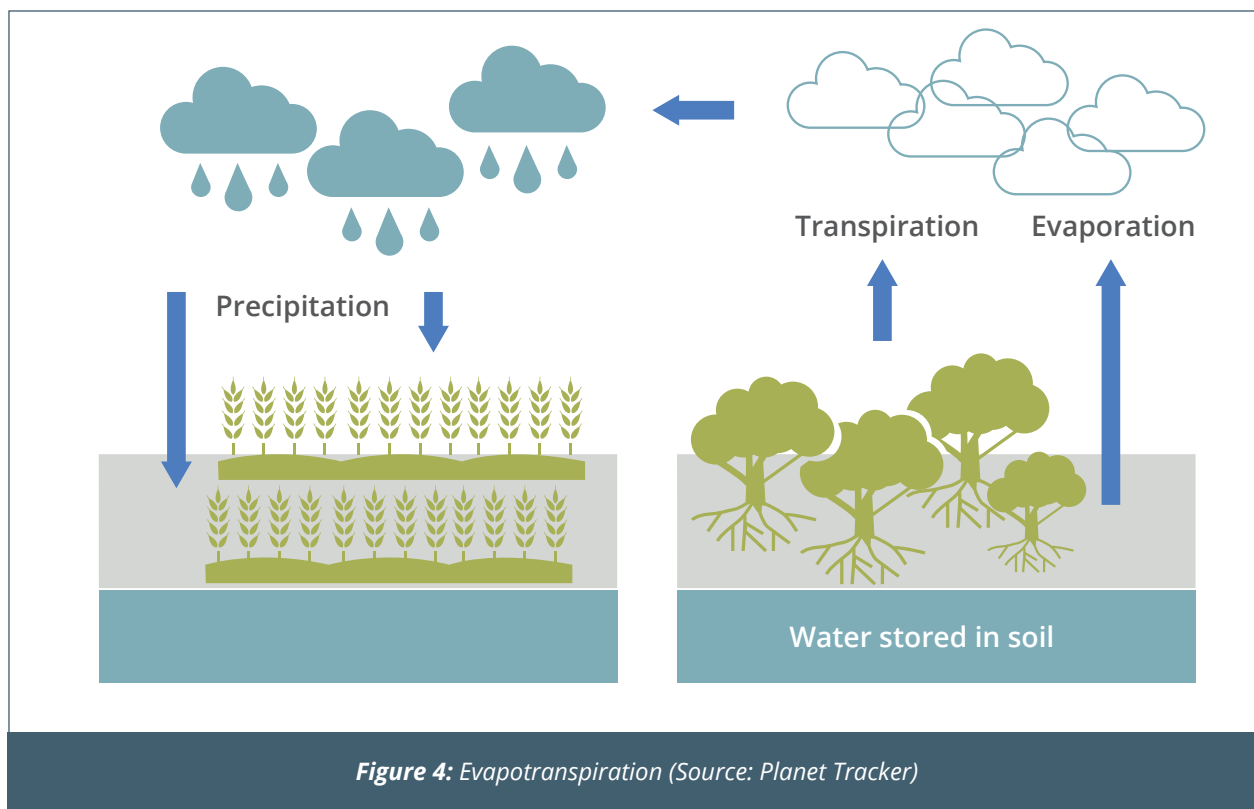 Transpiration
Evaporation
Precipitation
Water stored in soil
Figure 4: Evapotranspiration (Source: Planet Tracker)